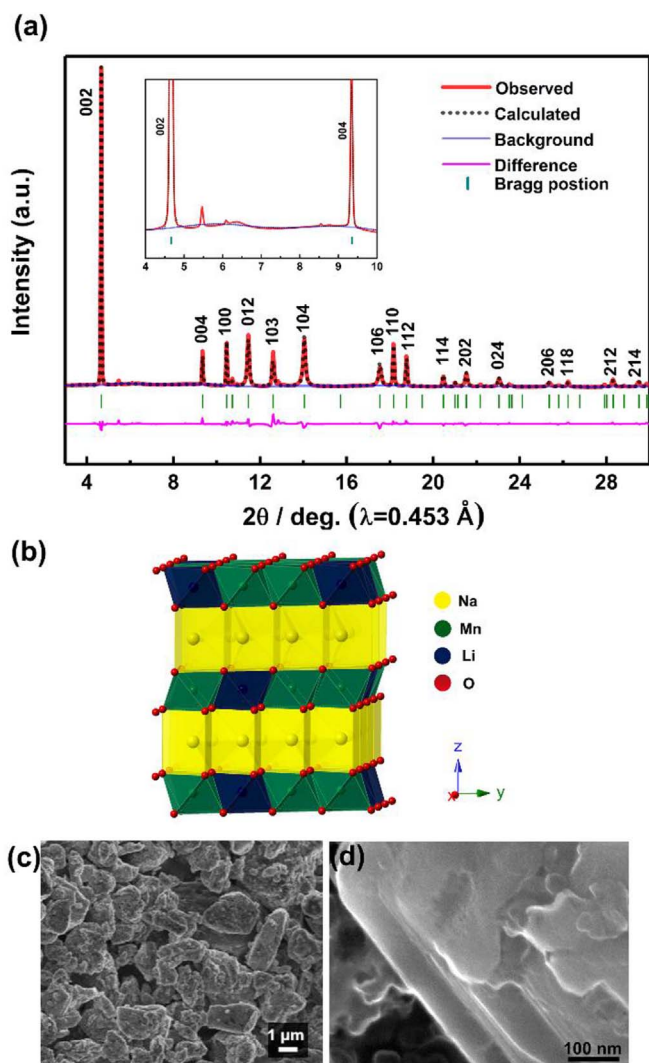 (a)
002
Intensity (a.u.)
002
004
4 5 6 7 8 9 10
Observed
Calculated
Background
Difference
Bragg postion
004
100
012
103
104
106
110
112
114
202
024
206
118
212
214
4 8 12 16 20 24 28
2θ / deg. (λ=0.453 Å)
(b)
Na
Mn
Li
O
z
x
y
(c)
1 μm
(d)
100 nm